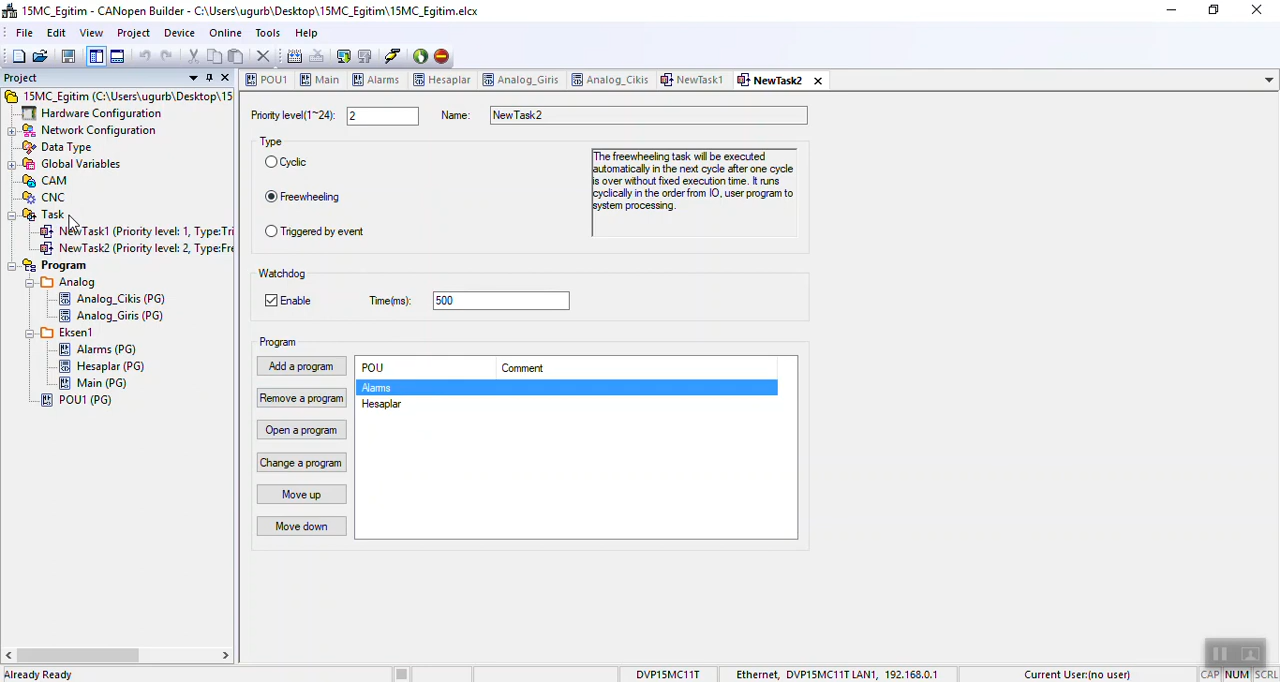 15MC_Egitim - CANopen Builder - C:\Users\ugurb\Desktop\15MC_Egitim\15MC_Egitim.elcx
File Edit View Project Device Online Tools Help
Project
POU1 Main Alarms Hesaplar Analog_Giris Analog_Cikis NewTask1 NewTask2
15MC_Egitim (C:\Users\ugurb\Desktop\15
Hardware Configuration
Network Configuration
Data Type
Global Variables
CAM
CNC
Task
NewTask1 (Priority level: 1, Type:Tri
NewTask2 (Priority level: 2, Type:Fre
Program
Analog
Analog_Cikis (PG)
Analog_Giris (PG)
Eksen1
Alarms (PG)
Hesaplar (PG)
Main (PG)
POU1 (PG)
Priority level(1~24): 2 Name: NewTask2
Type
Cyclic
Freewheeling
Triggered by event
The freewheeling task will be executed
automatically in the next cycle after one cycle
is over without fixed execution time. It runs
cyclically in the order from IO, user program to
system processing.
Watchdog
Enable Time(ms): 500
Program
Add a program
Remove a program
Open a program
Change a program
Move up
Move down
POU Comment
Alarms
Hesaplar
Already Ready DVP15MC11T Ethernet, DVP15MC11T LAN1, 192.168.0.1 Current User:(no user) CAP NUM SCRL